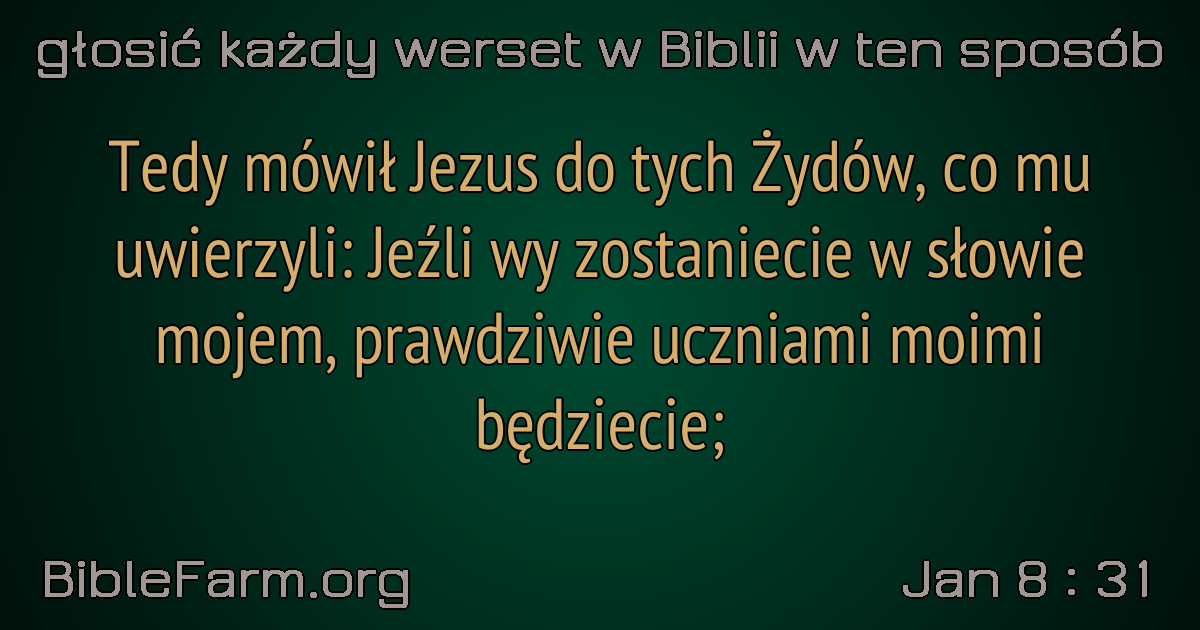 głosić każdy werset w Biblii w ten sposób
Tedy mówił Jezus do tych Żydów, co mu
uwierzyli: Jeźli wy zostaniecie w słowie
mojem, prawdziwie uczniami moimi
będziecie;
BibleFarm.org
Jan 8 : 31